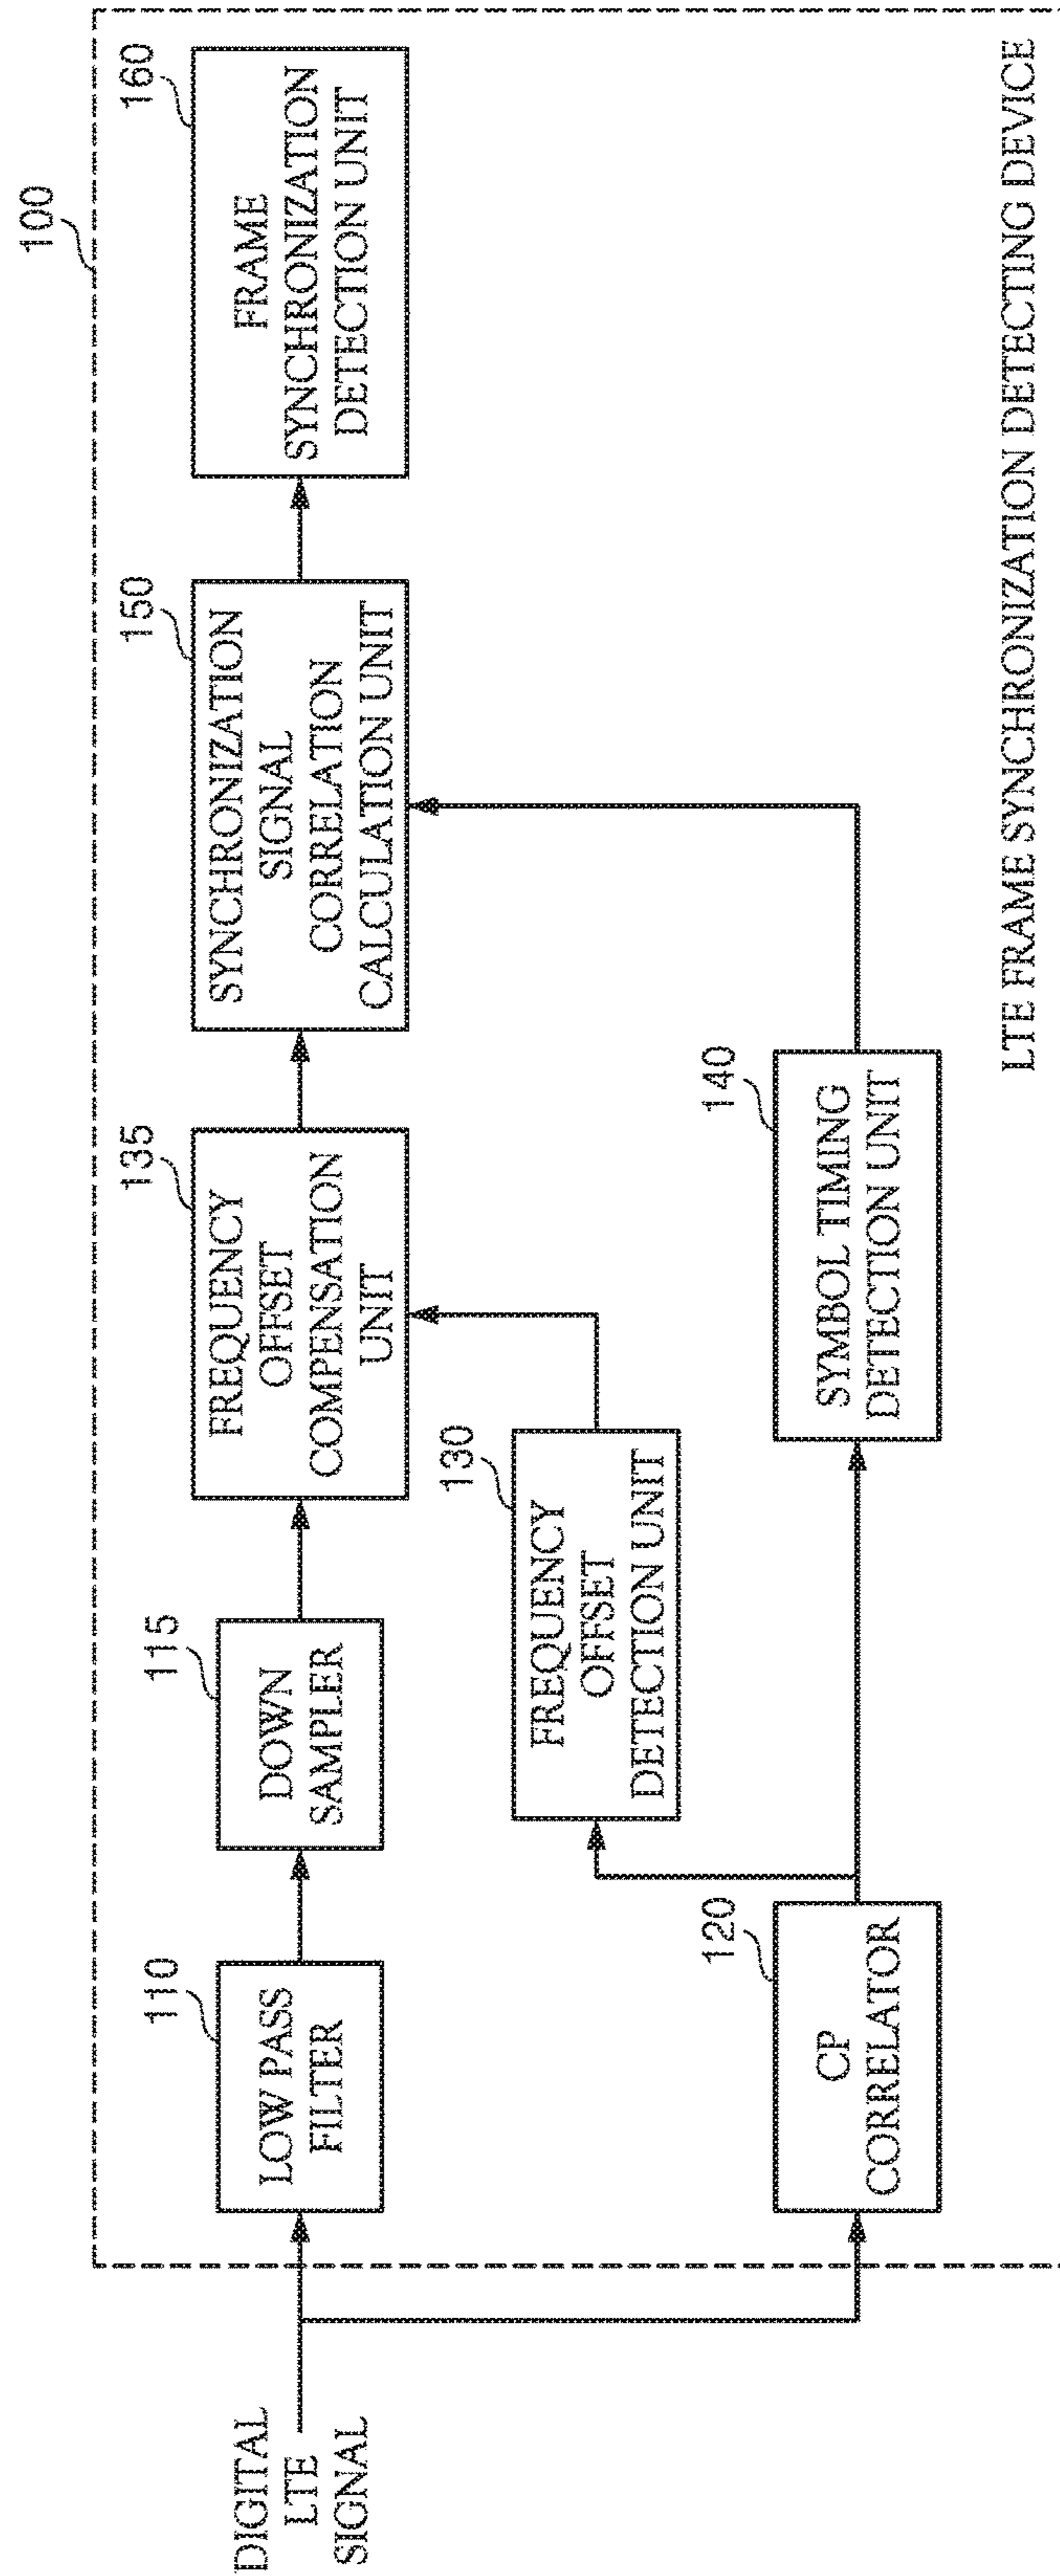 100
DIGITAL
LTE
SIGNAL
110
LOW PASS
FILTER
115
DOWN
SAMPLER
135
FREQUENCY
OFFSET
COMPENSATION
UNIT
150
SYNCHRONIZATION
SIGNAL
CORRELATION
CALCULATION UNIT
160
FRAME
SYNCHRONIZATION
DETECTION UNIT
130
FREQUENCY
OFFSET
DETECTION UNIT
120
CP
CORRELATOR
140
SYMBOL TIMING
DETECTION UNIT
LTE FRAME SYNCHRONIZATION DETECTING DEVICE